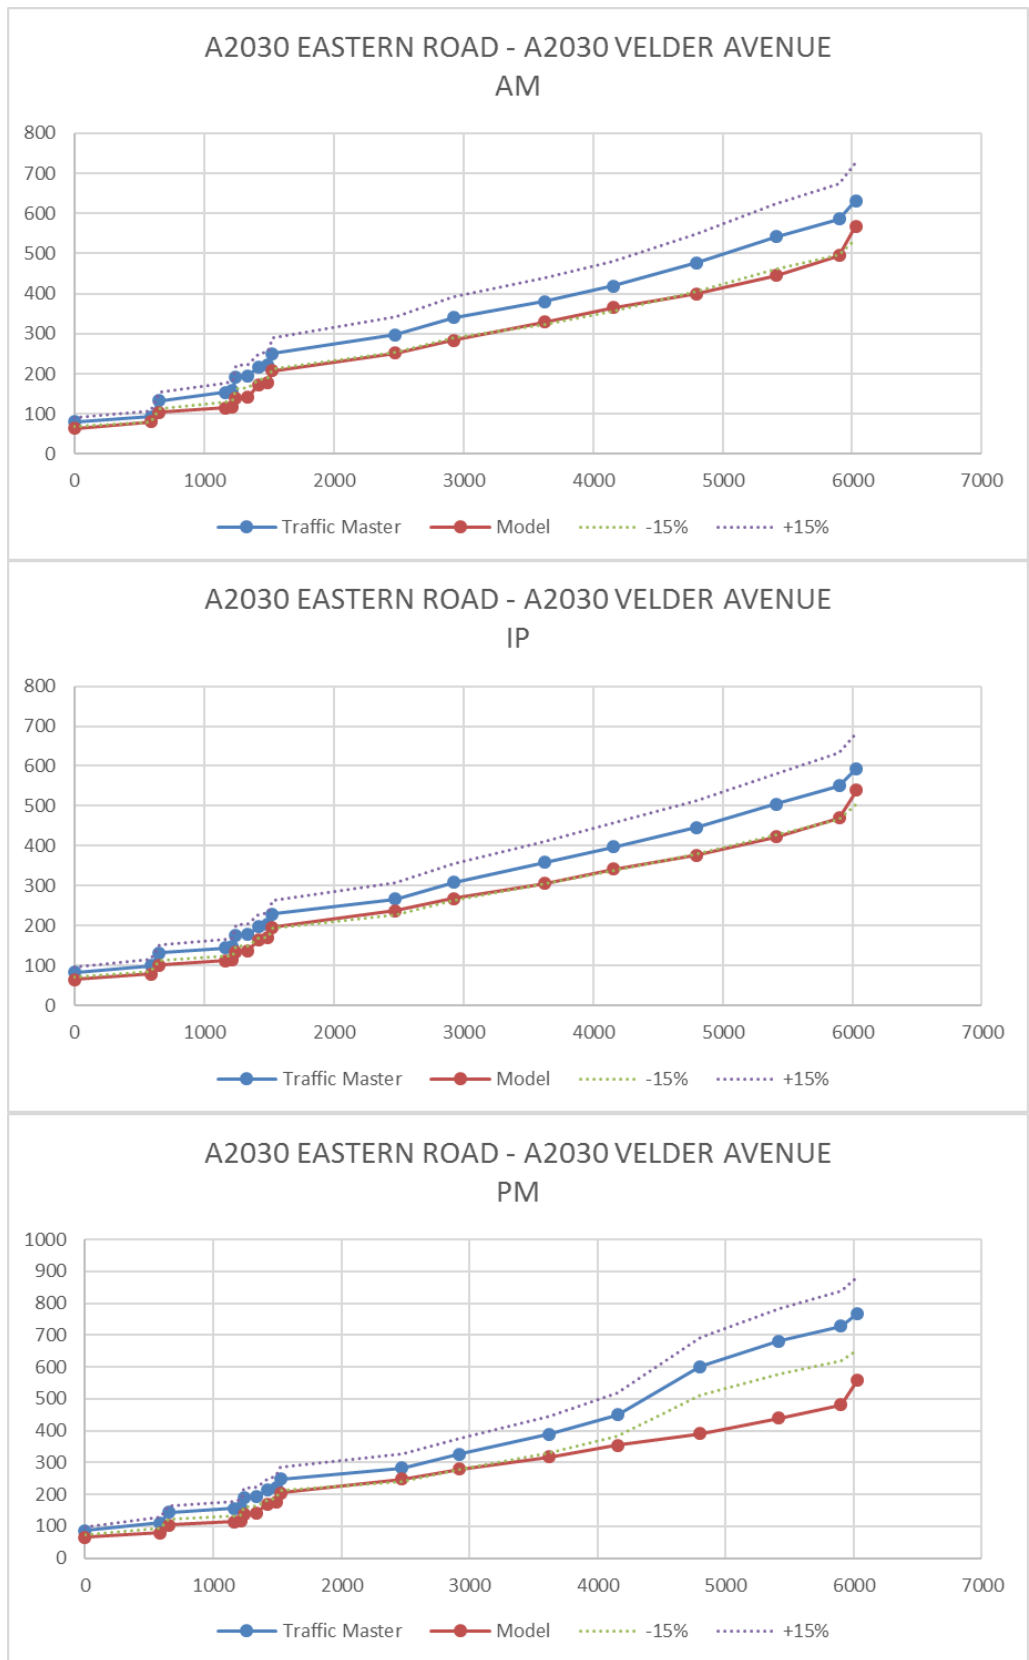 A2030 EASTERN ROAD - A2030 VELDER AVENUE
AM
800
700
600
500
400
300
200
100
0
0 1000 2000 3000 4000 5000 6000 7000
Traffic Master Model -15% +15%
A2030 EASTERN ROAD - A2030 VELDER AVENUE
IP
800
700
600
500
400
300
200
100
0
0 1000 2000 3000 4000 5000 6000 7000
Traffic Master Model -15% +15%
A2030 EASTERN ROAD - A2030 VELDER AVENUE
PM
1000
900
800
700
600
500
400
300
200
100
0
0 1000 2000 3000 4000 5000 6000 7000
Traffic Master Model -15% +15%